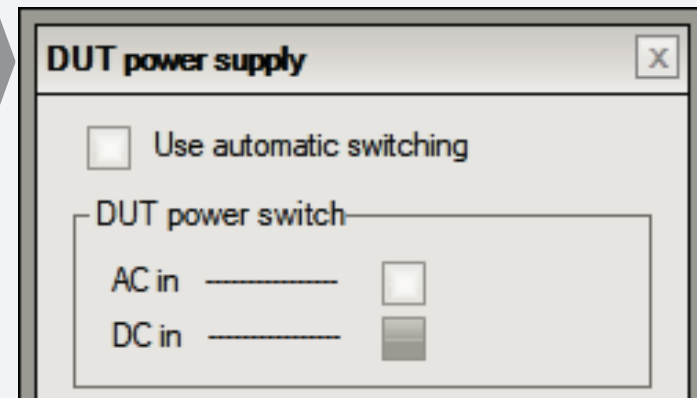 DUT power supply x
Use automatic switching
DUT power switch
AC in ---------------
DC in ---------------